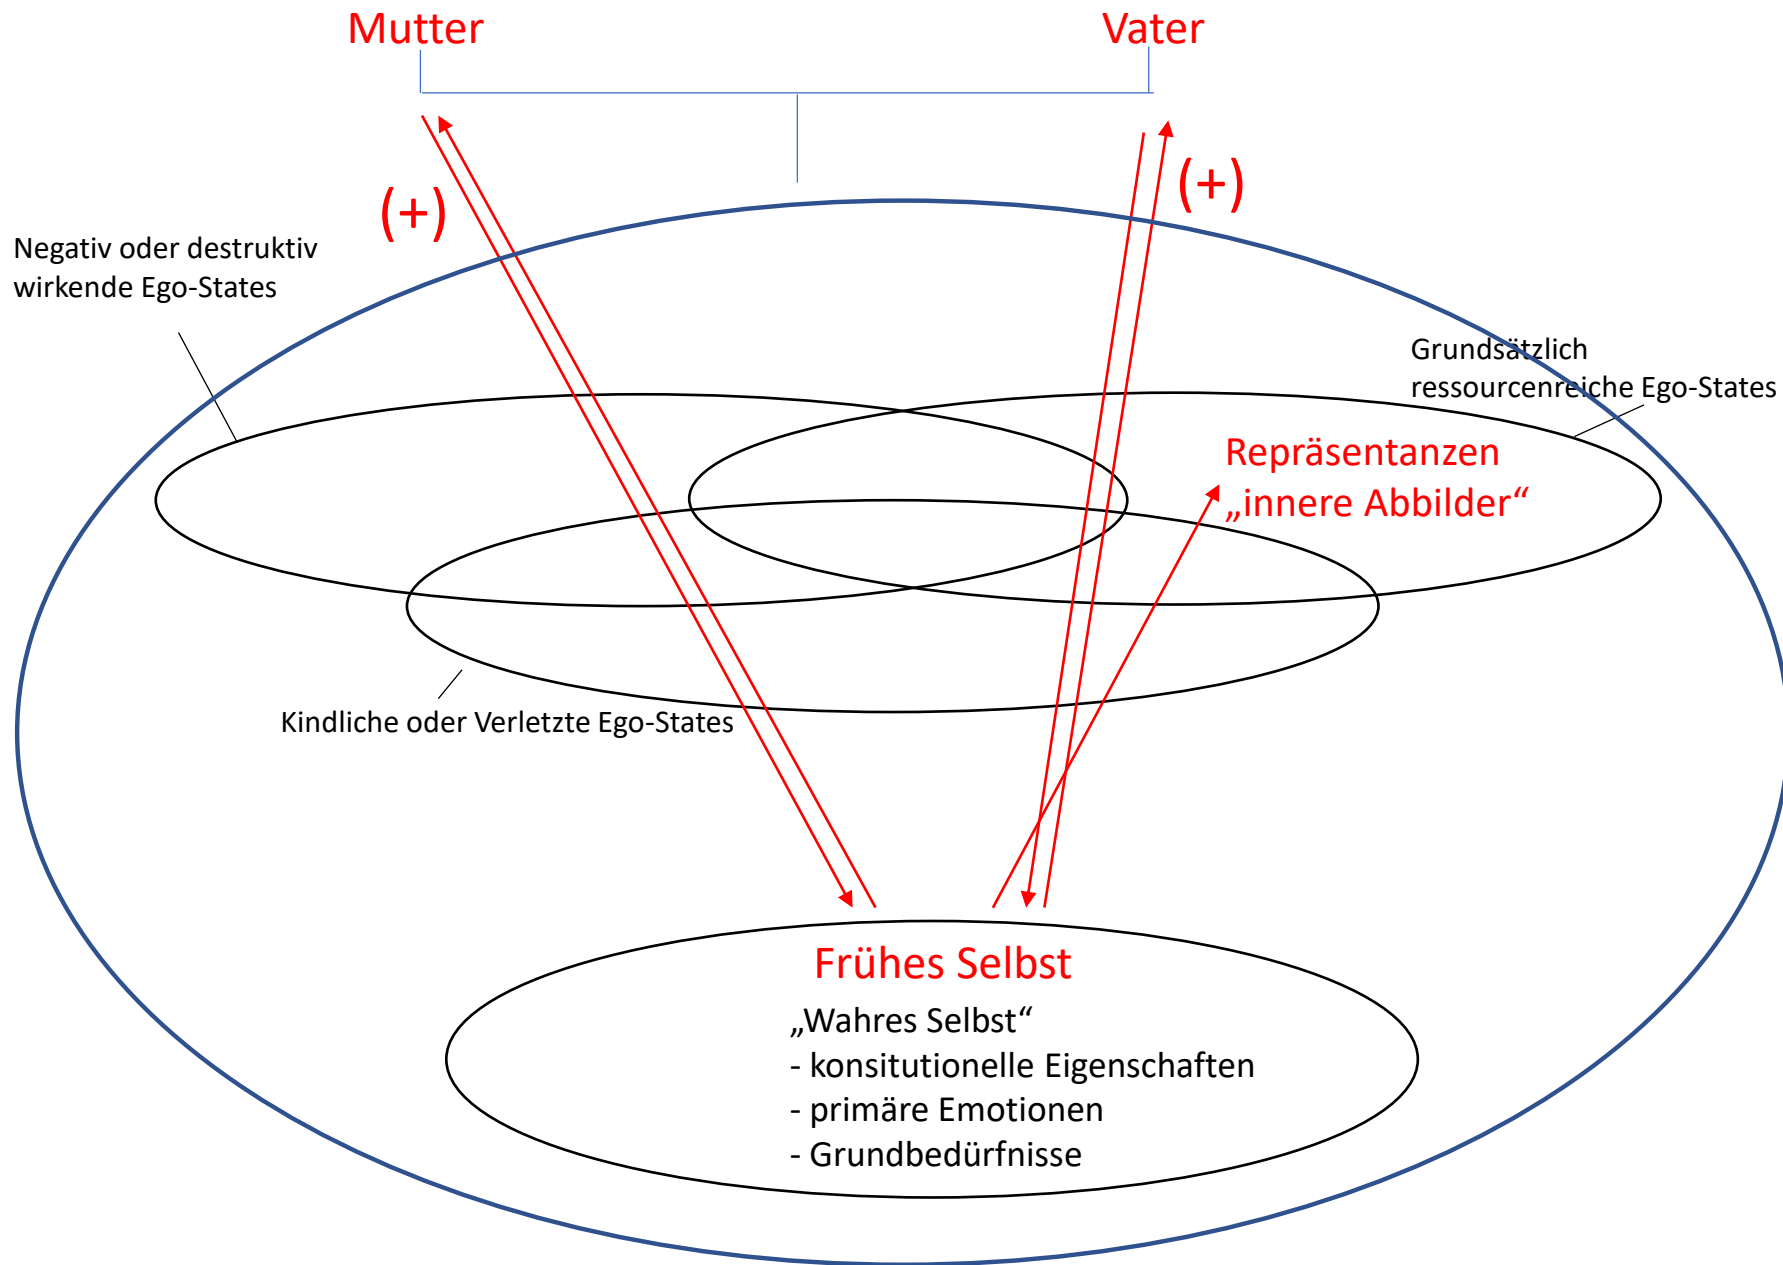 Mutter
Vater
(+)
(+)
Negativ oder destruktiv
wirkende Ego-States
Grundsätzlich
ressourcenreiche Ego-States
Repräsentanzen
„innere Abbilder“
Kindliche oder Verletzte Ego-States
Frühes Selbst
„Wahres Selbst“
- konsitutionelle Eigenschaften
- primäre Emotionen
- Grundbedürfnisse